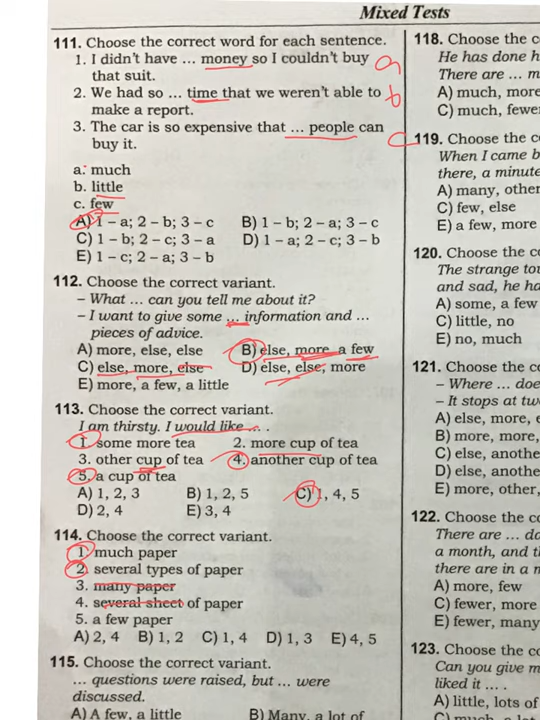 Mixed Tests
111. Choose the correct word for each sentence.
1. I didn't have ... money so I couldn't buy
that suit.
a
2. We had so ... time that we weren't able to
make a report.
b
3. The car is so expensive that ... people can
buy it.
c
a. much
b. little
c. few
A) 1 – a; 2 – b; 3 – c B) 1 – b; 2 – a; 3 – c
C) 1 – b; 2 – c; 3 – a D) 1 – a; 2 – c; 3 – b
E) 1 – c; 2 – a; 3 – b
112. Choose the correct variant.
– What ... can you tell me about it?
– I want to give some ... information and ...
pieces of advice.
A) more, else, else B) else, more, a few
C) else, more, else D) else, else, more
E) more, a few, a little
113. Choose the correct variant.
I am thirsty. I would like ... .
1. some more tea 2. more cup of tea
3. other cup of tea 4. another cup of tea
5. a cup of tea
A) 1, 2, 3 B) 1, 2, 5 C) 1, 4, 5
D) 2, 4 E) 3, 4
114. Choose the correct variant.
1. much paper
2. several types of paper
3. many paper
4. several sheet of paper
5. a few paper
A) 2, 4 B) 1, 2 C) 1, 4 D) 1, 3 E) 4, 5
115. Choose the correct variant.
... questions were raised, but ... were
discussed.
A) A few, a little B) Many, a lot of
118. Choose the
He has done
There are ...
A) much, more
C) much, fewer
119. Choose the
When I came
there, a minute
A) many, other
C) few, else
E) a few, more
120. Choose the
The strange
and sad, he
A) some, a few
C) little, no
E) no, much
121. Choose the
– Where ...
– It stops at
A) else, more,
B) more, more,
C) else,
D) else,
E) more, other,
122. Choose the
There are ...
a month, and
there are in a
A) more, few
C) fewer, more
E) fewer, many
123. Choose the
Can you give
liked it ... .
A) little, lots of
C) much, a lot